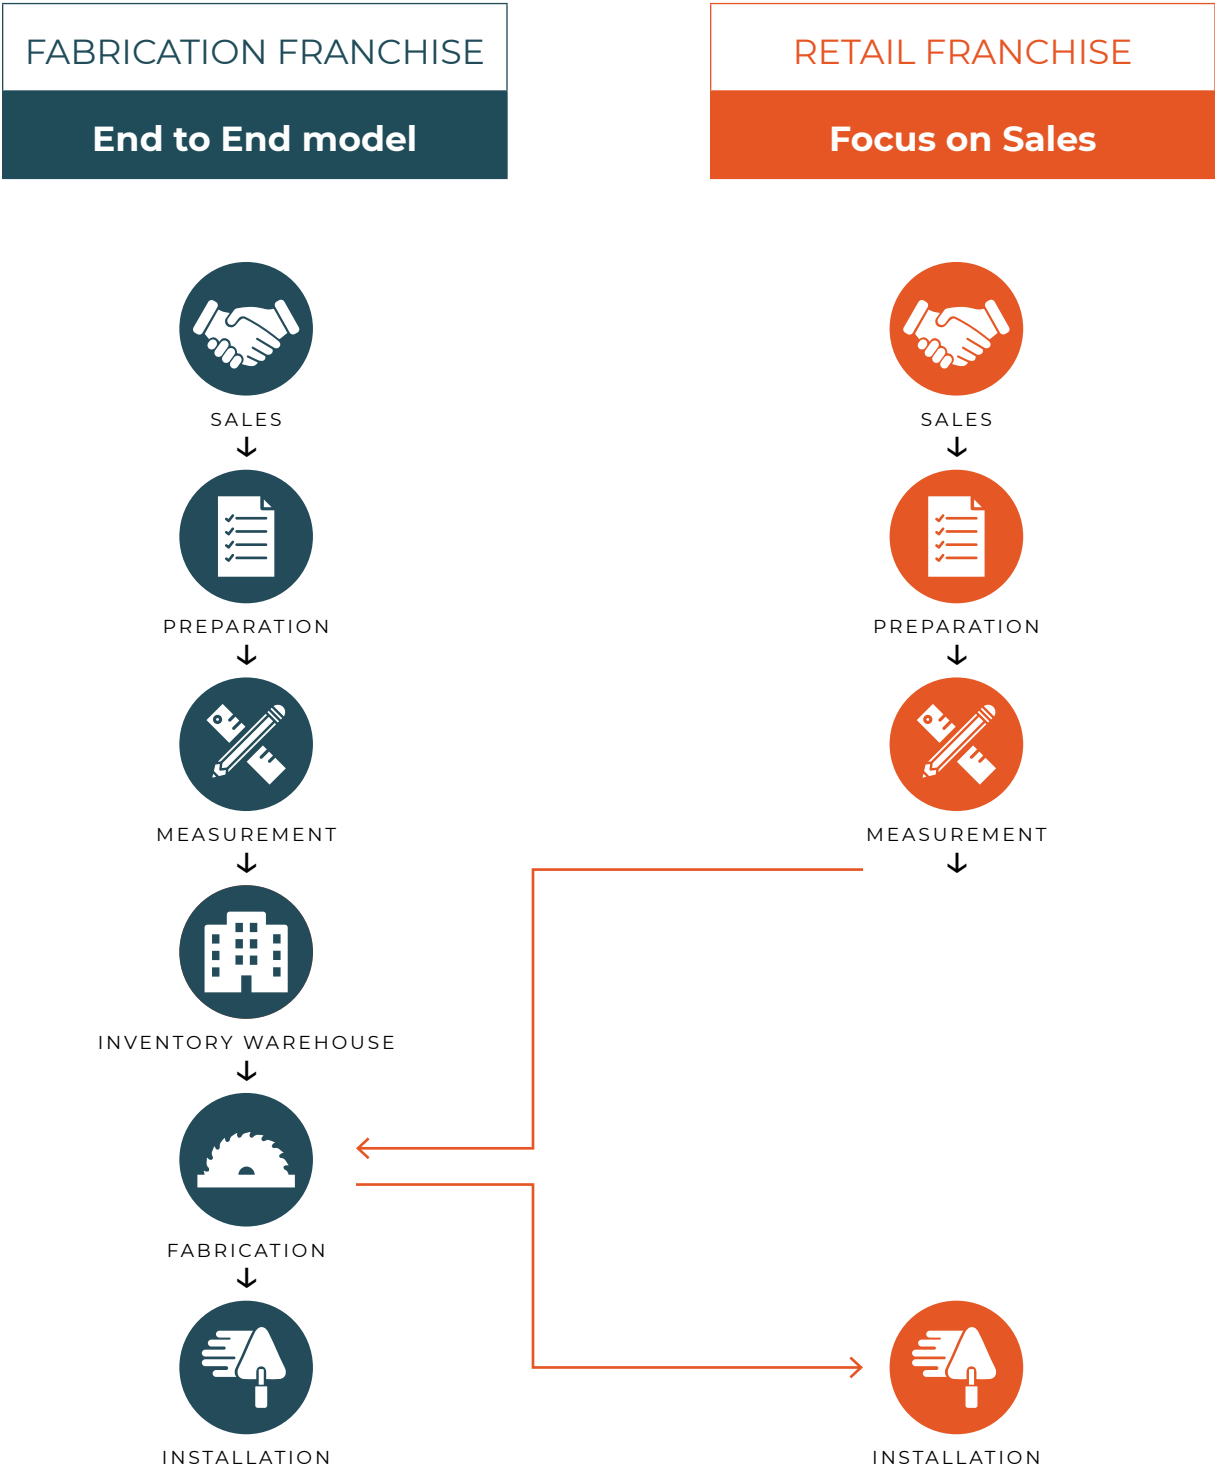 FABRICATION FRANCHISE
End to End model
SALES
PREPARATION
MEASUREMENT
INVENTORY WAREHOUSE
FABRICATION
INSTALLATION
RETAIL FRANCHISE
Focus on Sales
SALES
PREPARATION
MEASUREMENT
INSTALLATION